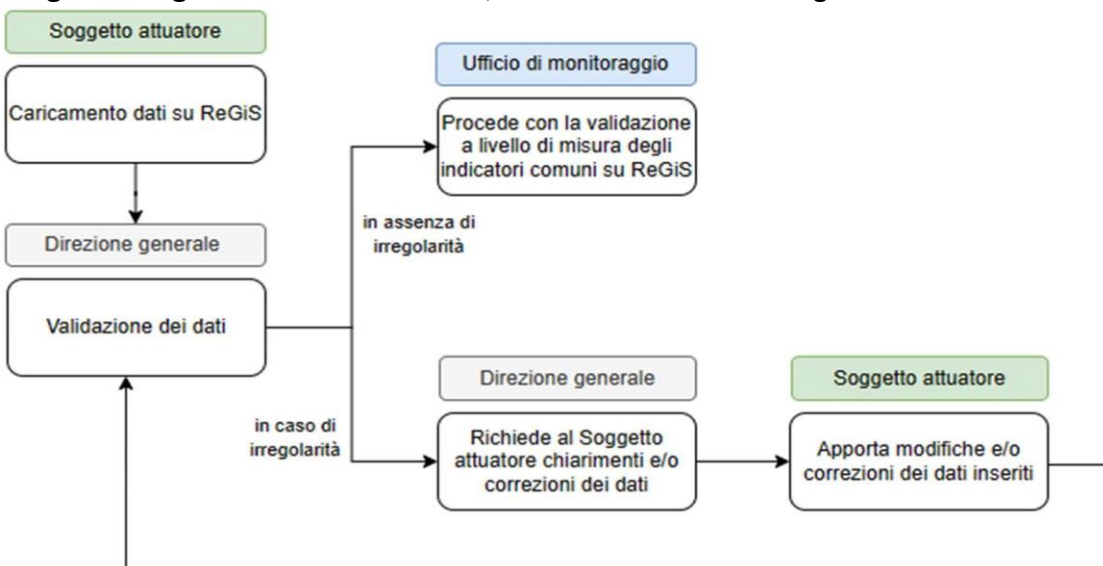 Soggetto attuatore
Caricamento dati su ReGiS
Direzione generale
Validazione dei dati
in assenza di
irregolarità
Ufficio di monitoraggio
Procede con la validazione
a livello di misura degli
indicatori comuni su ReGiS
in caso di
irregolarità
Direzione generale
Richiede al Soggetto
attuatore chiarimenti e/o
correzioni dei dati
Soggetto attuatore
Apporta modifiche e/o
correzioni dei dati inseriti